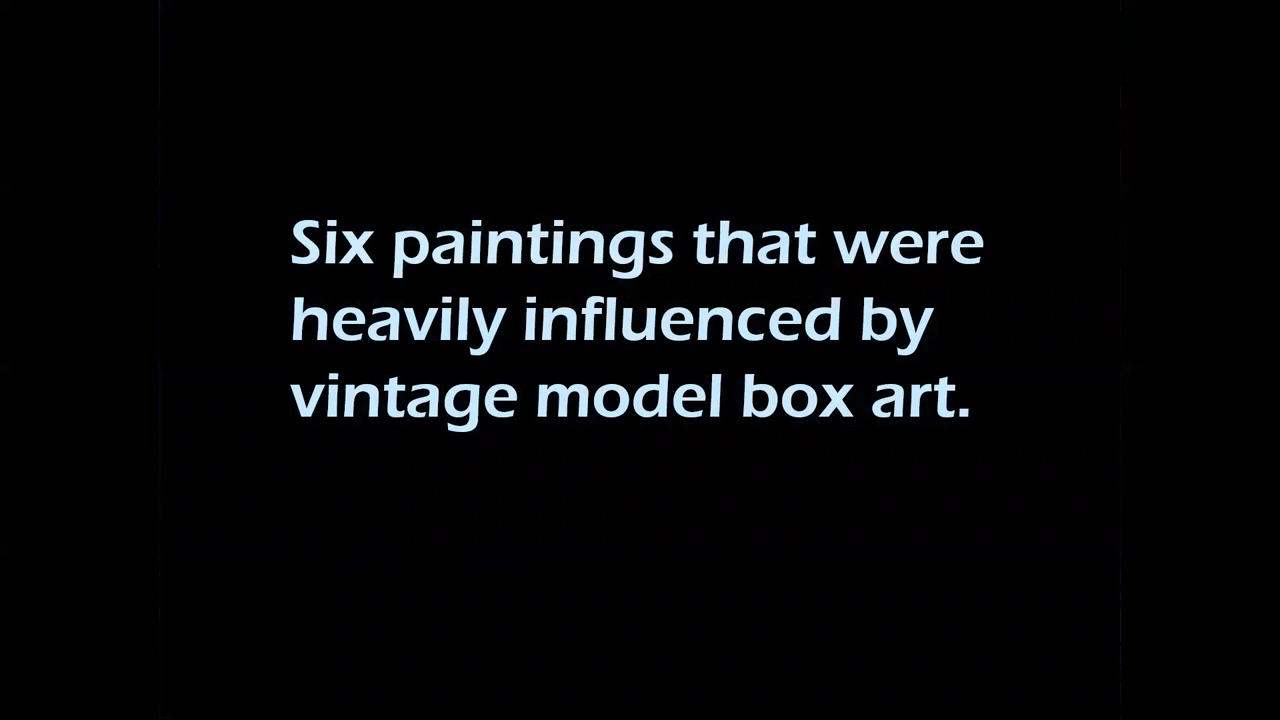 Six paintings that were
heavily influenced by
vintage model box art.